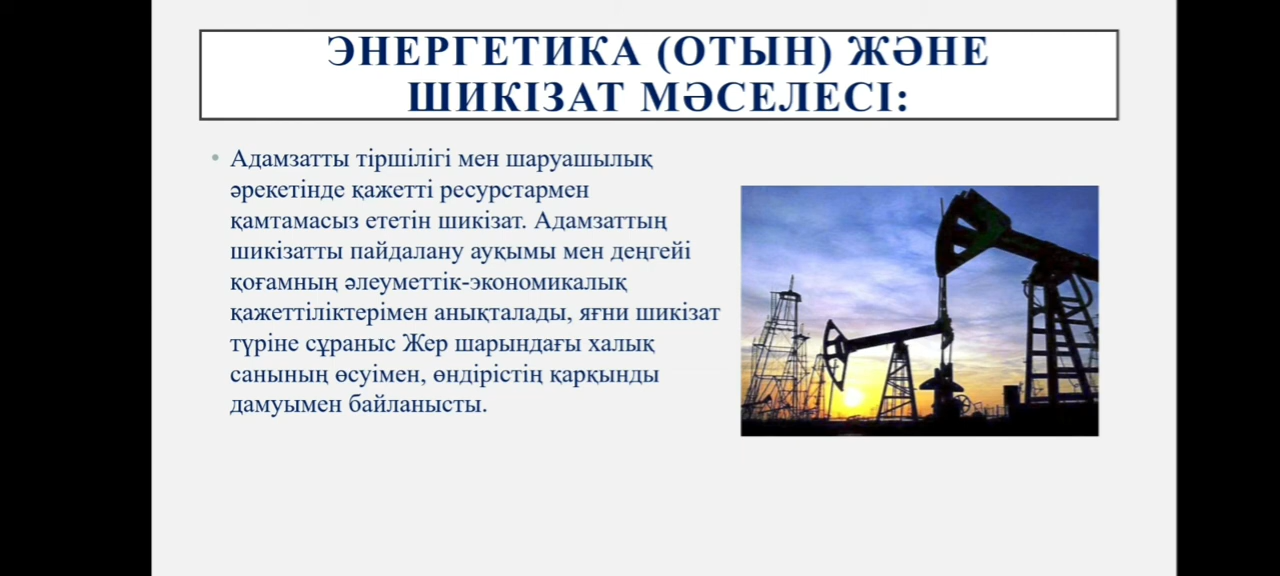 ЭНЕРГЕТИКА (ОТЫН) ЖӘНЕ
ШИКІЗАТ МӘСЕЛЕСІ:
• Адамзатты тіршілігі мен шаруашылық
әрекетінде қажетті ресурстармен
қамтамасыз ететін шикізат. Адамзаттың
шикізатты пайдалану ауқымы мен деңгейі
қоғамның әлеуметтік-экономикалық
қажеттіліктерімен анықталады, яғни шикізат
түріне сұраныс Жер шарындағы халық
санының өсуімен, өндірістің қарқынды
дамуымен байланысты.